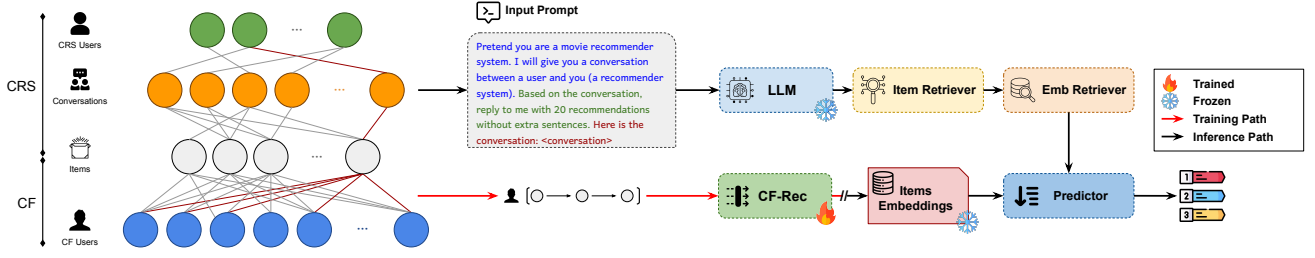 CRS
CF
CRS Users
Conversations
Items
CF Users
...
...
...
...
Input Prompt
Pretend you are a movie recommender
system. I will give you a conversation
between a user and you (a recommender
system). Based on the conversation,
reply to me with 20 recommendations
without extra sentences. Here is the
conversation: <conversation>
LLM
Item Retriever
Emb Retriever
CF-Rec
Items
Embeddings
Predictor
1
2
3
Trained
Frozen
Training Path
Inference Path